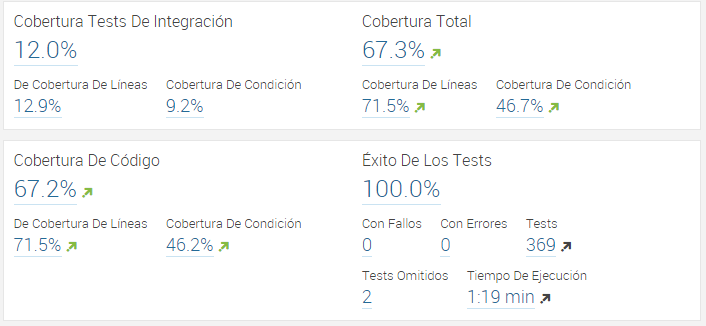 Cobertura Tests De Integración
12.0%
De Cobertura De Líneas Cobertura De Condición
12.9% 9.2%
Cobertura Total
67.3%
Cobertura De Líneas Cobertura De Condición
71.5% 46.7%
Cobertura De Código
67.2%
De Cobertura De Líneas Cobertura De Condición
71.5% 46.2%
Éxito De Los Tests
100.0%
Con Fallos Con Errores Tests
0 0 369
Tests Omitidos Tiempo De Ejecución
2 1:19 min